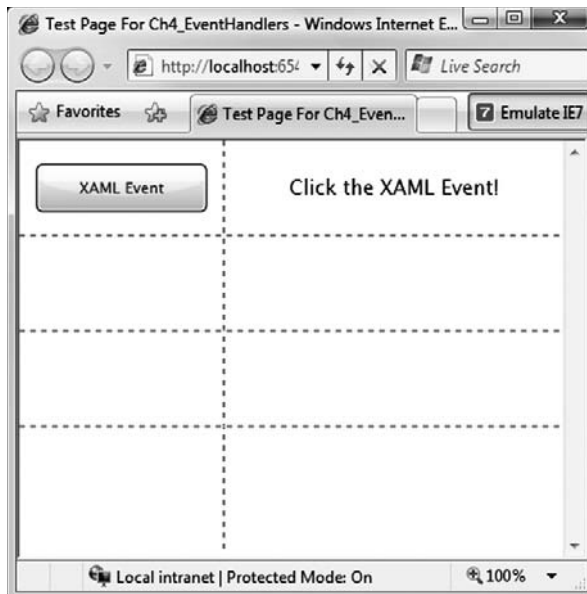 Test Page For Ch4_EventHandlers - Windows Internet E...
http://localhost:654
Live Search
Favorites
Test Page For Ch4_Even...
7 Emulate IE7
XAML Event
Click the XAML Event!
Local intranet | Protected Mode: On
100%